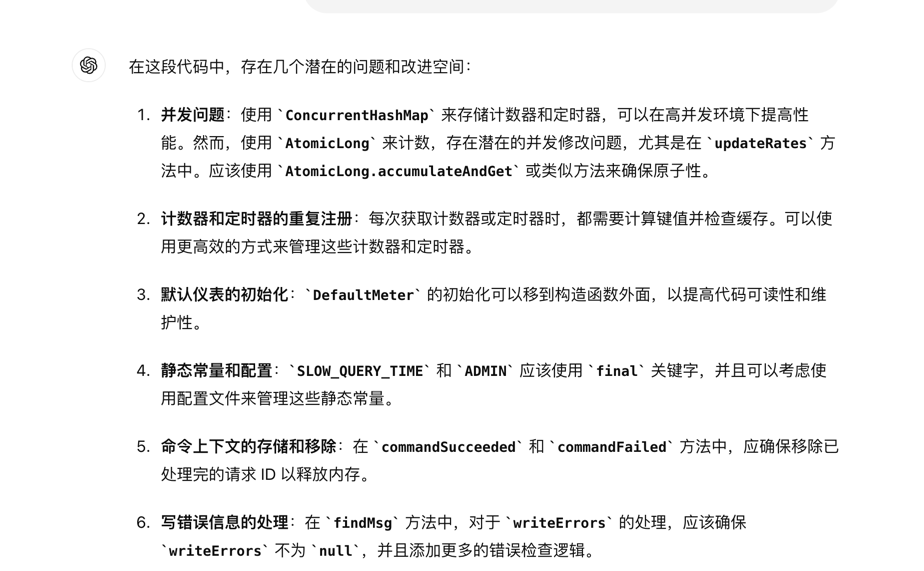 在这段代码中，存在几个潜在的问题和改进空间：
1. 并发问题：使用 `ConcurrentHashMap` 来存储计数器和定时器，可以在高并发环境下提高性
能。然而，使用 `AtomicLong` 来计数，存在潜在的并发修改问题，尤其是在 `updateRates` 方
法中。应该使用 `AtomicLong.accumulateAndGet` 或类似方法来确保原子性。
2. 计数器和定时器的重复注册：每次获取计数器或定时器时，都需要计算键值并检查缓存。可以使
用更高效的方式来管理这些计数器和定时器。
3. 默认仪表的初始化：`DefaultMeter` 的初始化可以移到构造函数外面，以提高代码可读性和维
护性。
4. 静态常量和配置：`SLOW_QUERY_TIME` 和 `ADMIN` 应该使用 `final` 关键字，并且可以考虑使
用配置文件来管理这些静态常量。
5. 命令上下文的存储和移除：在 `commandSucceeded` 和 `commandFailed` 方法中，应确保移除已
处理完的请求 ID 以释放内存。
6. 写错误信息的处理：在 `findMsg` 方法中，对于 `writeErrors` 的处理，应该确保
`writeErrors` 不为 `null`，并且添加更多的错误检查逻辑。